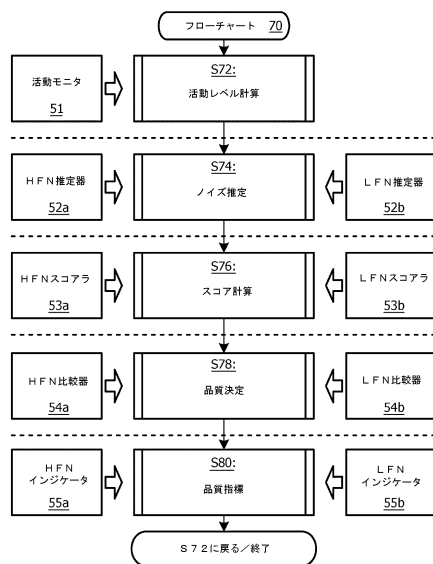 フローチャート 70
活動モニタ
51
S72:
活動レベル計算
HFN推定器
52a
S74:
ノイズ推定
LFN推定器
52b
HFNスコアラ
53a
S76:
スコア計算
LFNスコアラ
53b
HFN比較器
54a
S78:
品質決定
LFN比較器
54b
HFN
インジケータ
55a
S80:
品質指標
LFN
インジケータ
55b
S72に戻る/終了